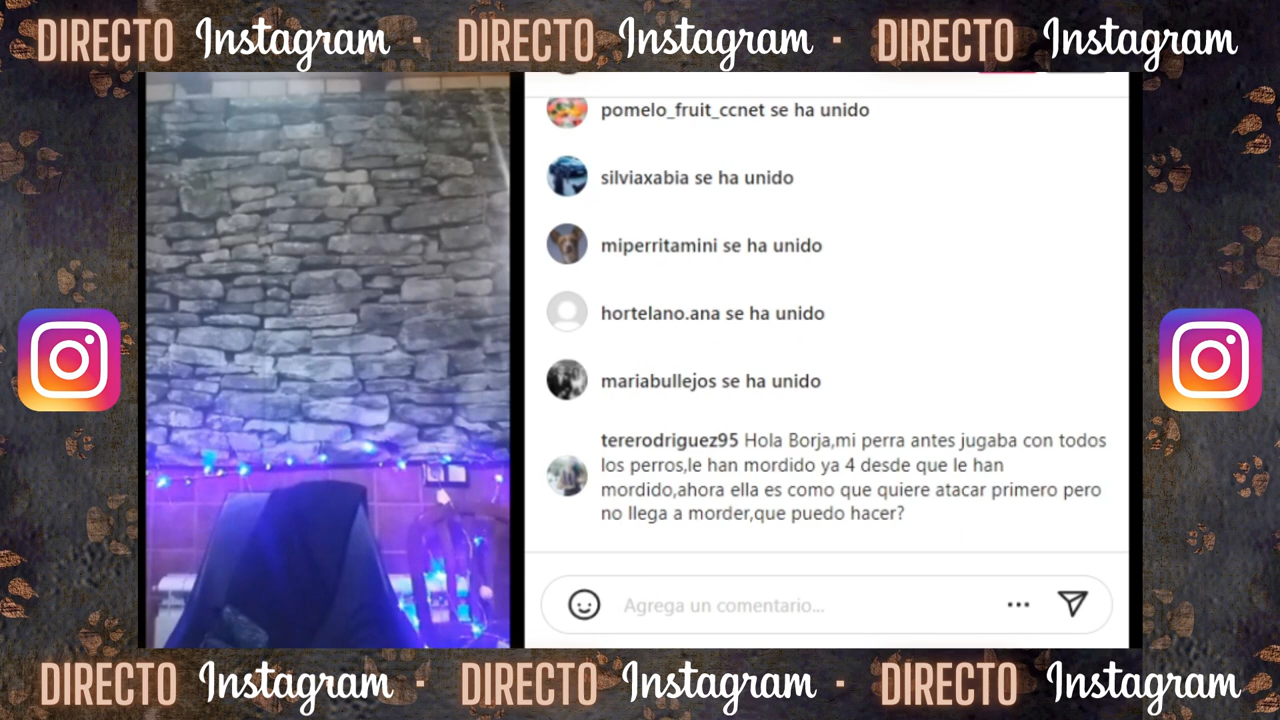 DIRECTO Instagram · DIRECTO Instagram · DIRECTO Instagram
pomelo_fruit_ccnet se ha unido
silviaxabia se ha unido
miperritamini se ha unido
hortelano.ana se ha unido
mariabullejos se ha unido
tererodriguez95 Hola Borja,mi perra antes jugaba con todos
los perros,le han mordido ya 4 desde que le han
mordido,ahora ella es como que quiere atacar primero pero
no llega a morder,que puedo hacer?
Agrega un comentario...
DIRECTO Instagram · DIRECTO Instagram · DIRECTO Instagram